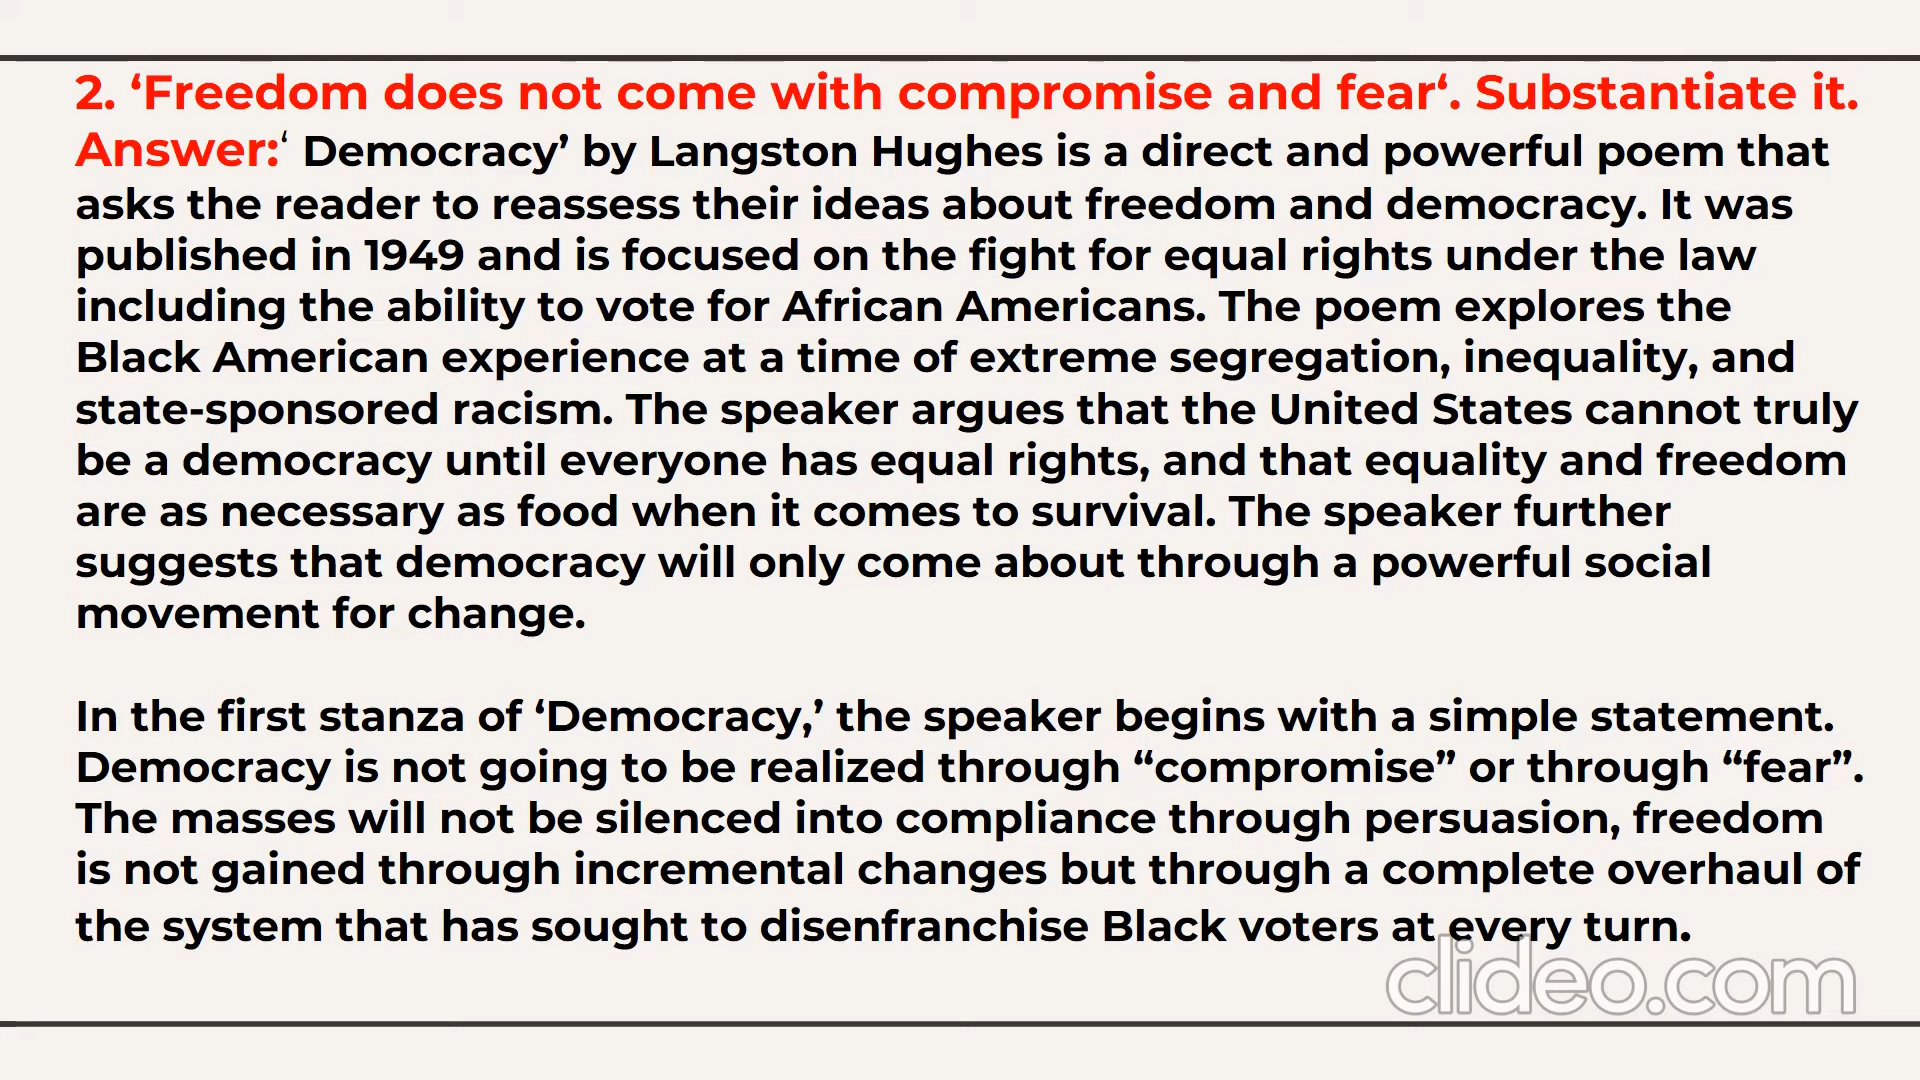 2. ‘Freedom does not come with compromise and fear‘. Substantiate it.
Answer:‘ Democracy’ by Langston Hughes is a direct and powerful poem that
asks the reader to reassess their ideas about freedom and democracy. It was
published in 1949 and is focused on the fight for equal rights under the law
including the ability to vote for African Americans. The poem explores the
Black American experience at a time of extreme segregation, inequality, and
state-sponsored racism. The speaker argues that the United States cannot truly
be a democracy until everyone has equal rights, and that equality and freedom
are as necessary as food when it comes to survival. The speaker further
suggests that democracy will only come about through a powerful social
movement for change.
In the first stanza of ‘Democracy,’ the speaker begins with a simple statement.
Democracy is not going to be realized through “compromise” or through “fear”.
The masses will not be silenced into compliance through persuasion, freedom
is not gained through incremental changes but through a complete overhaul of
the system that has sought to disenfranchise Black voters at every turn.
clideo.com